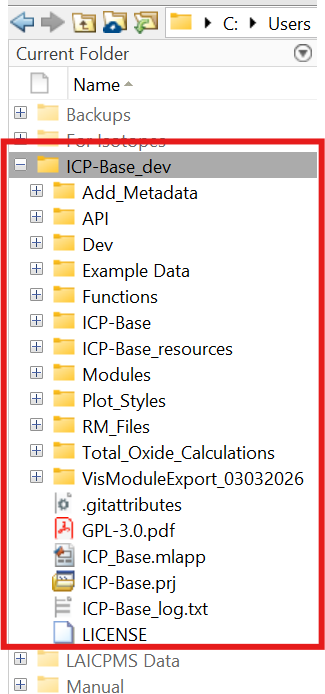 C: Users
Current Folder
Name
Backups
For Isotopes
ICP-Base_dev
Add_Metadata
API
Dev
Example Data
Functions
ICP-Base
ICP-Base_resources
Modules
Plot_Styles
RM_Files
Total_Oxide_Calculations
VisModuleExport_03032026
.gitattributes
GPL-3.0.pdf
ICP_Base.mlapp
ICP-Base.prj
ICP-Base_log.txt
LICENSE
LAICPMS Data
Manual